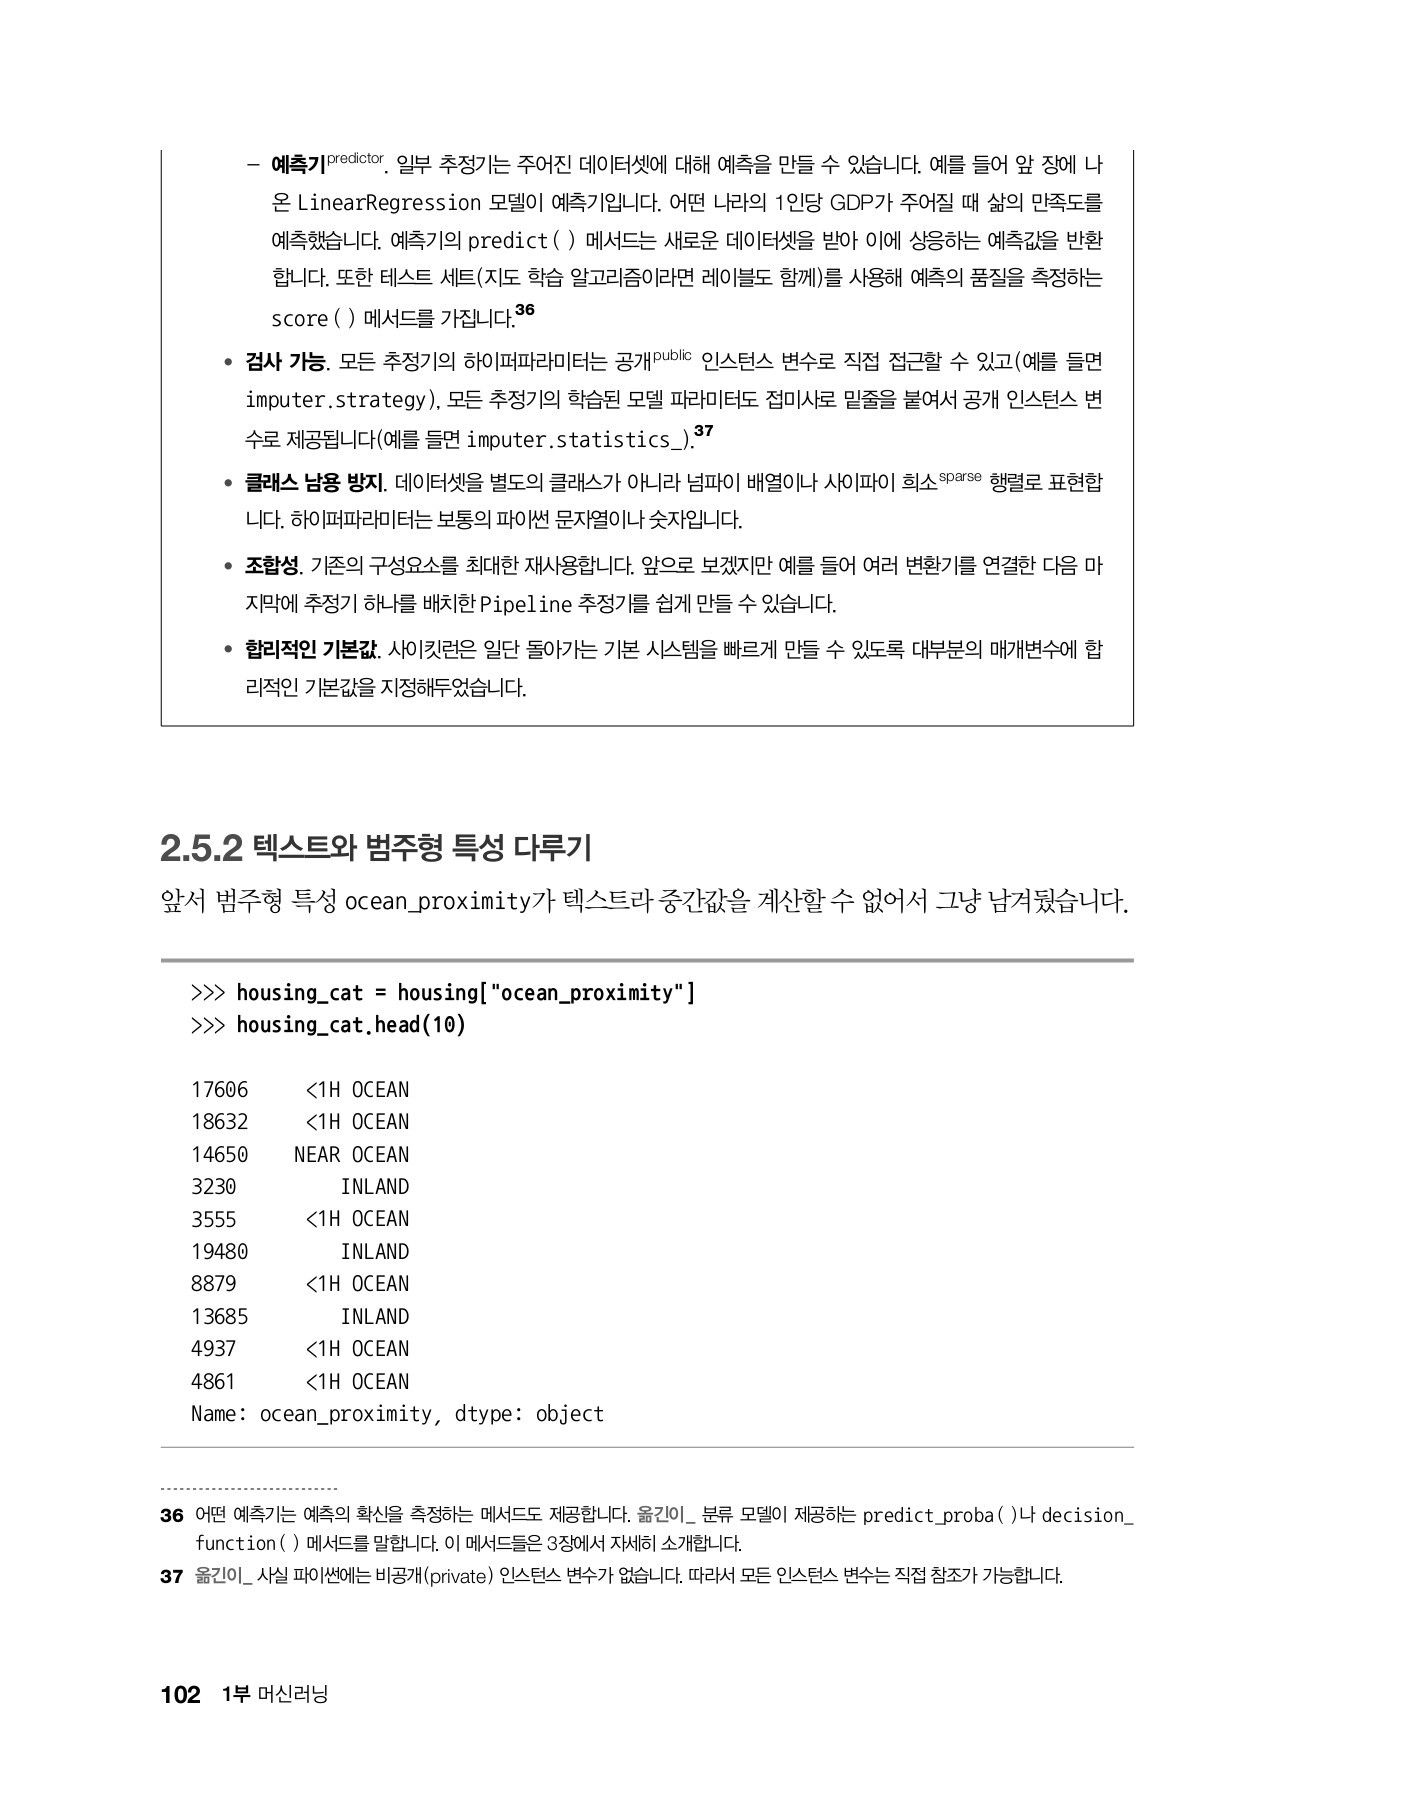 – 예측기predictor. 일부 추정기는 주어진 데이터셋에 대해 예측을 만들 수 있습니다. 예를 들어 앞 장에 나
온 LinearRegression 모델이 예측기입니다. 어떤 나라의 1인당 GDP가 주어질 때 삶의 만족도를
예측했습니다. 예측기의 predict( ) 메서드는 새로운 데이터셋을 받아 이에 상응하는 예측값을 반환
합니다. 또한 테스트 세트(지도 학습 알고리즘이라면 레이블도 함께)를 사용해 예측의 품질을 측정하는
score( ) 메서드를 가집니다.36
• 검사 가능. 모든 추정기의 하이퍼파라미터는 공개public 인스턴스 변수로 직접 접근할 수 있고(예를 들면
imputer.strategy), 모든 추정기의 학습된 모델 파라미터도 접미사로 밑줄을 붙여서 공개 인스턴스 변
수로 제공됩니다(예를 들면 imputer.statistics_).37
• 클래스 남용 방지. 데이터셋을 별도의 클래스가 아니라 넘파이 배열이나 사이파이 희소sparse 행렬로 표현합
니다. 하이퍼파라미터는 보통의 파이썬 문자열이나 숫자입니다.
• 조합성. 기존의 구성요소를 최대한 재사용합니다. 앞으로 보겠지만 예를 들어 여러 변환기를 연결한 다음 마
지막에 추정기 하나를 배치한 Pipeline 추정기를 쉽게 만들 수 있습니다.
• 합리적인 기본값. 사이킷런은 일단 돌아가는 기본 시스템을 빠르게 만들 수 있도록 대부분의 매개변수에 합
리적인 기본값을 지정해두었습니다.
2.5.2 텍스트와 범주형 특성 다루기
앞서 범주형 특성 ocean_proximity가 텍스트라 중간값을 계산할 수 없어서 그냥 남겨뒀습니다.
>>> housing_cat = housing["ocean_proximity"]
>>> housing_cat.head(10)
17606     <1H OCEAN
18632     <1H OCEAN
14650    NEAR OCEAN
3230         INLAND
3555      <1H OCEAN
19480        INLAND
8879      <1H OCEAN
13685        INLAND
4937      <1H OCEAN
4861      <1H OCEAN
Name: ocean_proximity, dtype: object
36 어떤 예측기는 예측의 확신을 측정하는 메서드도 제공합니다. 옮긴이_ 분류 모델이 제공하는 predict_proba( )나 decision_
function( ) 메서드를 말합니다. 이 메서드들은 3장에서 자세히 소개합니다.
37 옮긴이_ 사실 파이썬에는 비공개(private) 인스턴스 변수가 없습니다. 따라서 모든 인스턴스 변수는 직접 참조가 가능합니다.
102 1부 머신러닝